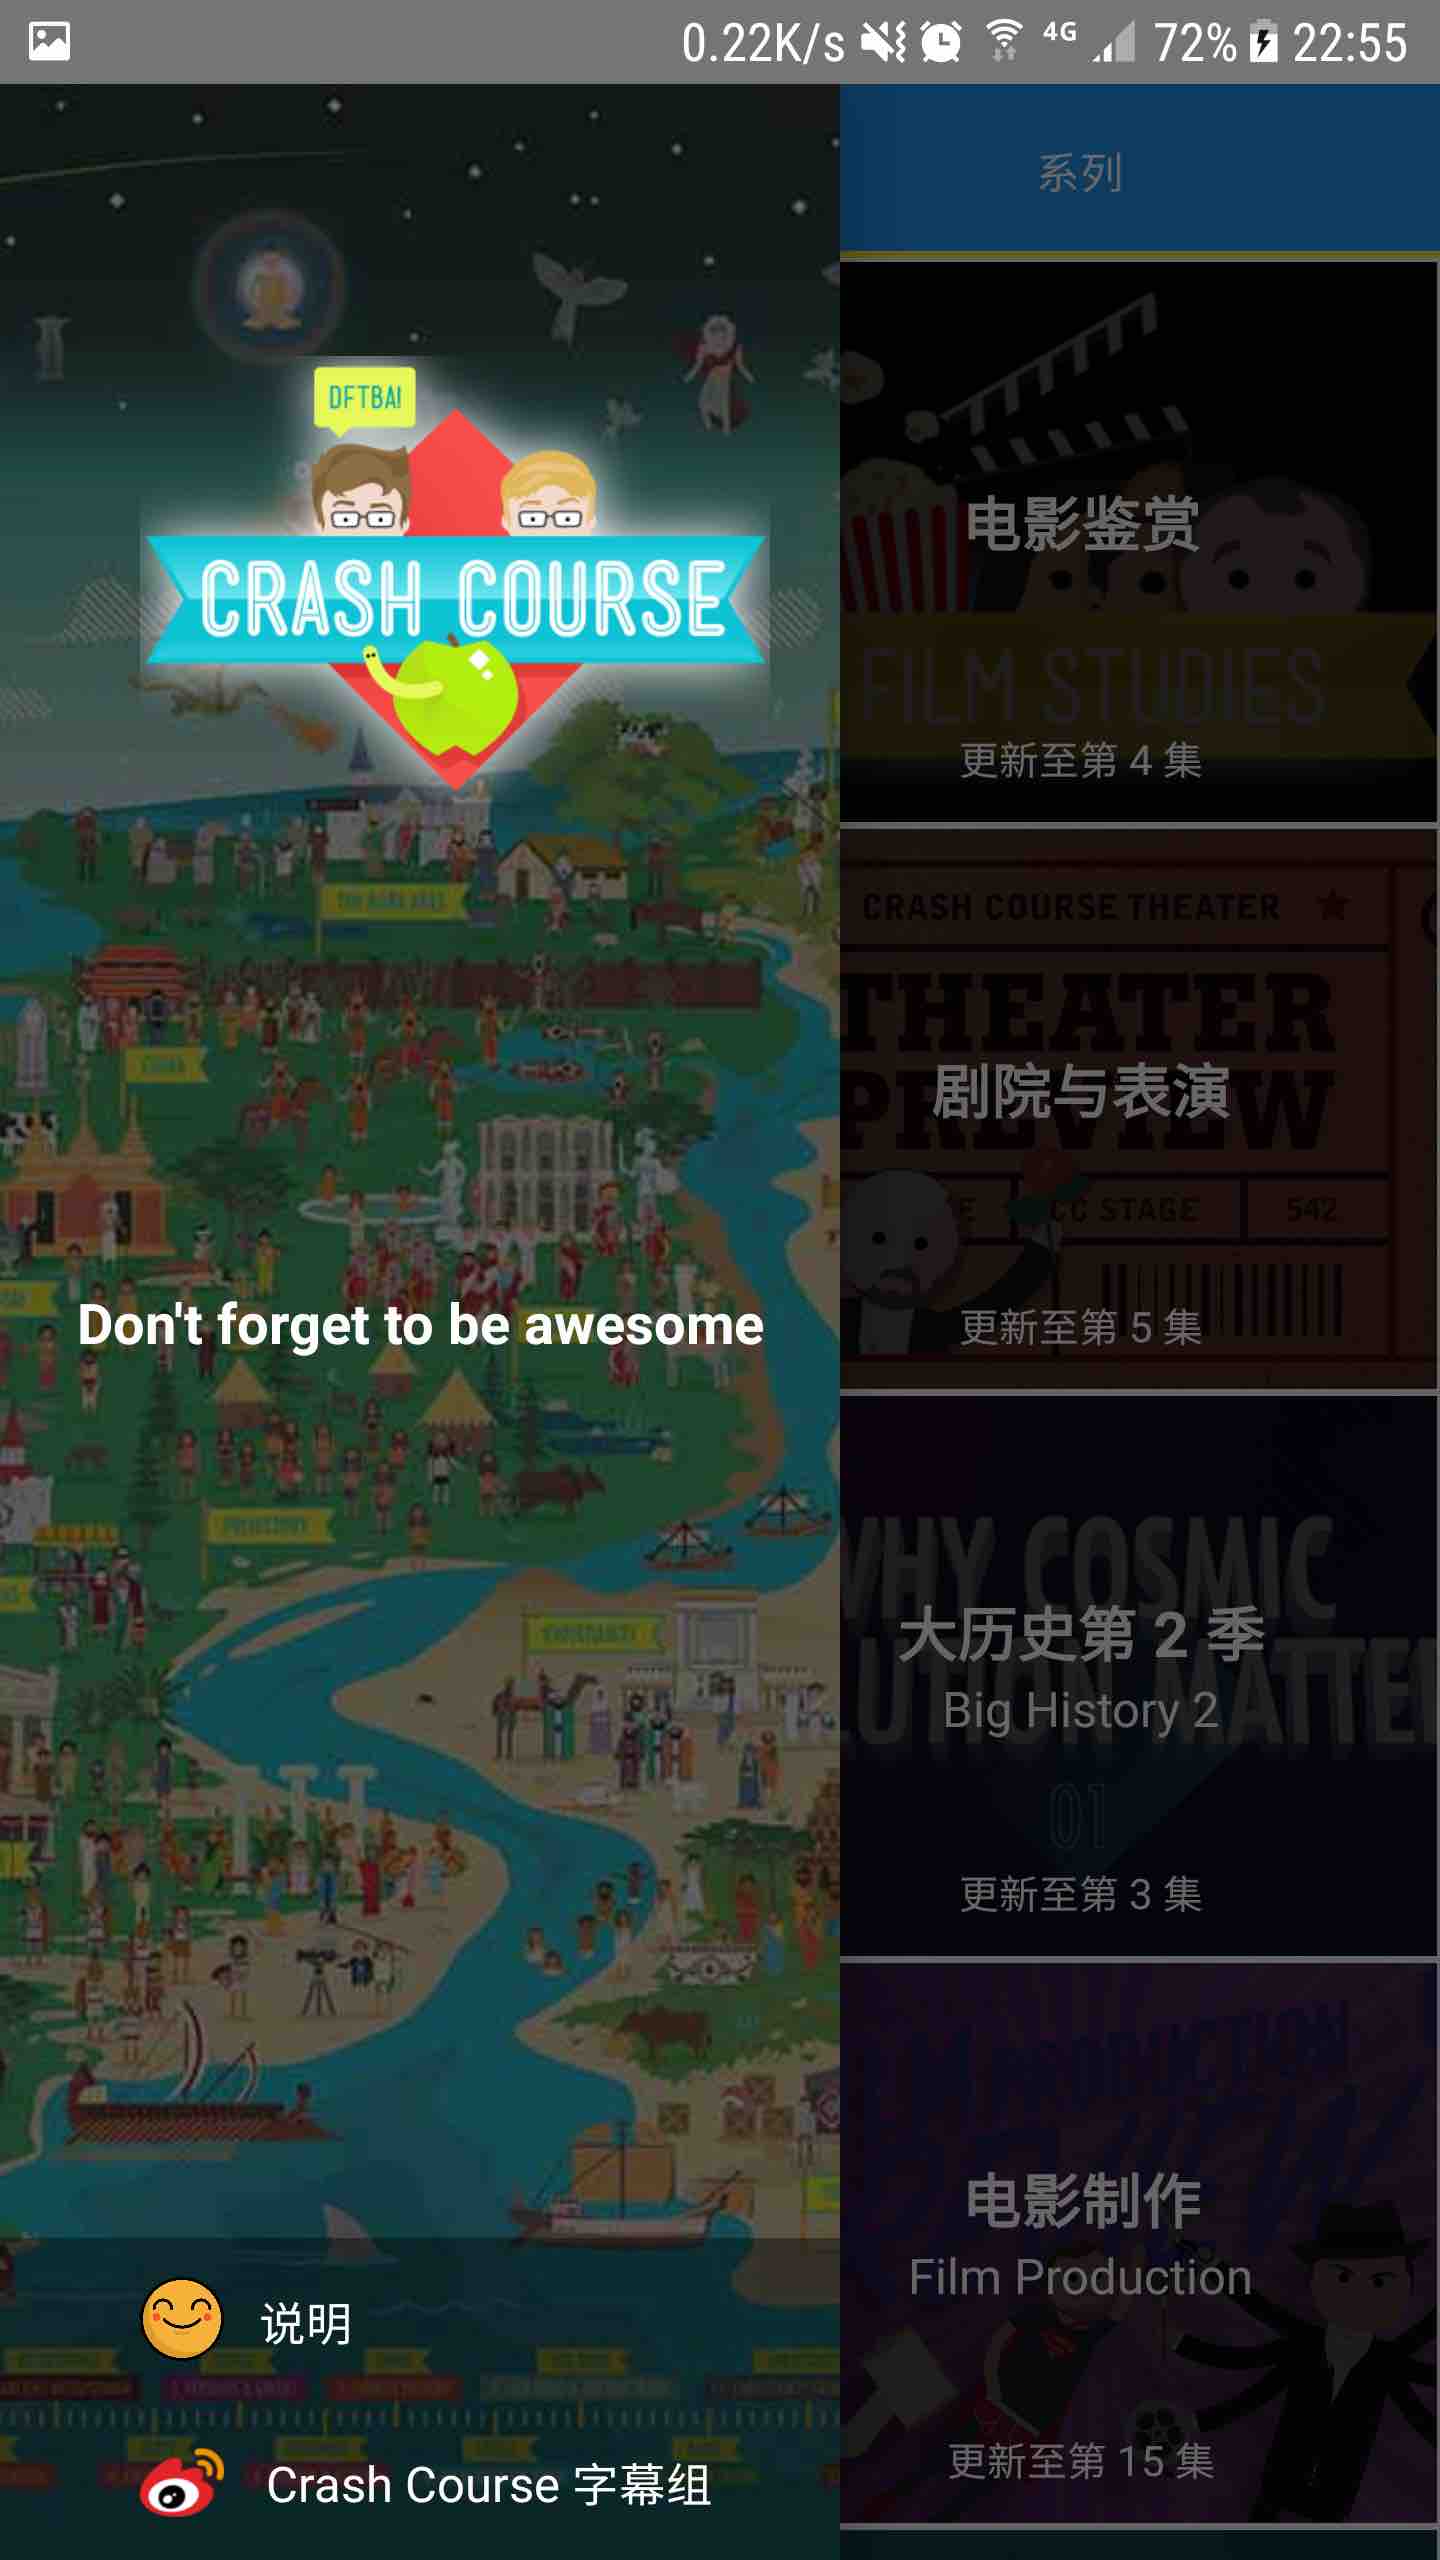 0.22K/s 4G 72% 22:55
DFTBA!
CRASH COURSE
Don't forget to be awesome
说明
Crash Course 字幕组
系列
电影鉴赏
FILM STUDIES
更新至第 4 集
CRASH COURSE THEATER
THEATER
PREVIEW
剧院与表演
CC STAGE
542
更新至第 5 集
WHY COSMIC
大历史第 2 季
Big History 2
01
更新至第 3 集
电影制作
Film Production
更新至第 15 集